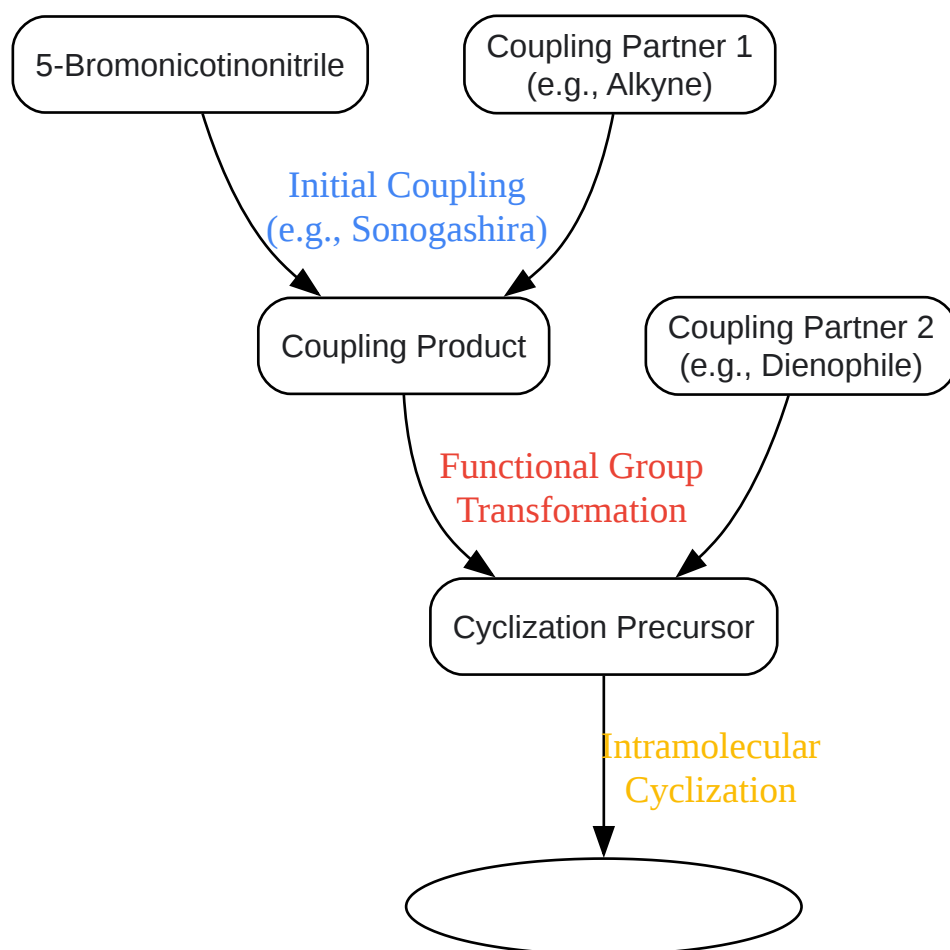 5-Bromonicotinonitrile
Coupling Partner 1
(e.g., Alkyne)
Initial Coupling
(e.g., Sonogashira)
Coupling Product
Coupling Partner 2
(e.g., Dienophile)
Functional Group
Transformation
Cyclization Precursor
Intramolecular
Cyclization